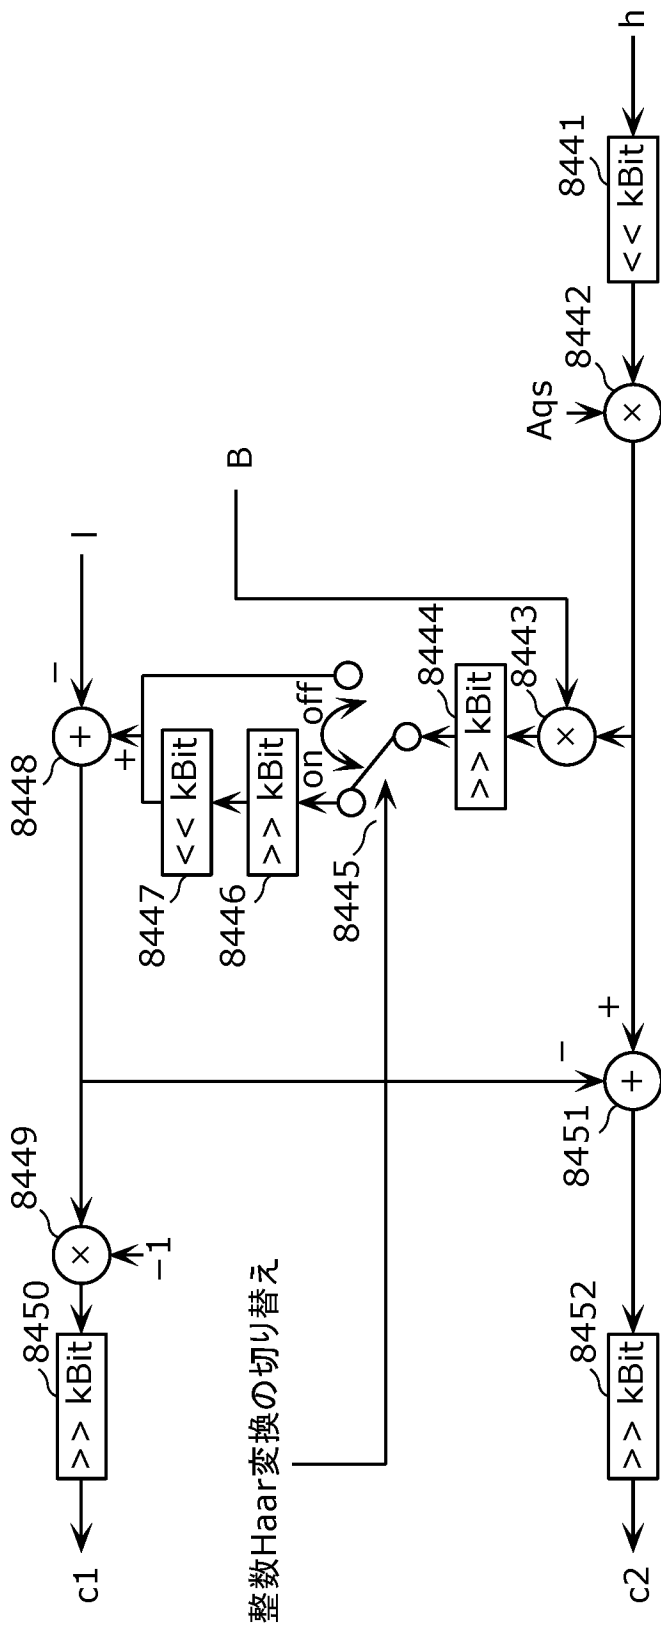 c1
>> kBit
8450
×
8449
−1
+
8448
−
+
l
<< kBit
8447
>> kBit
8446
on
off
8445
整数Haar変換の切り替え
B
>> kBit
8444
×
8443
c2
>> kBit
8452
+
8451
−
+
×
8442
Aqs
<< kBit
8441
h